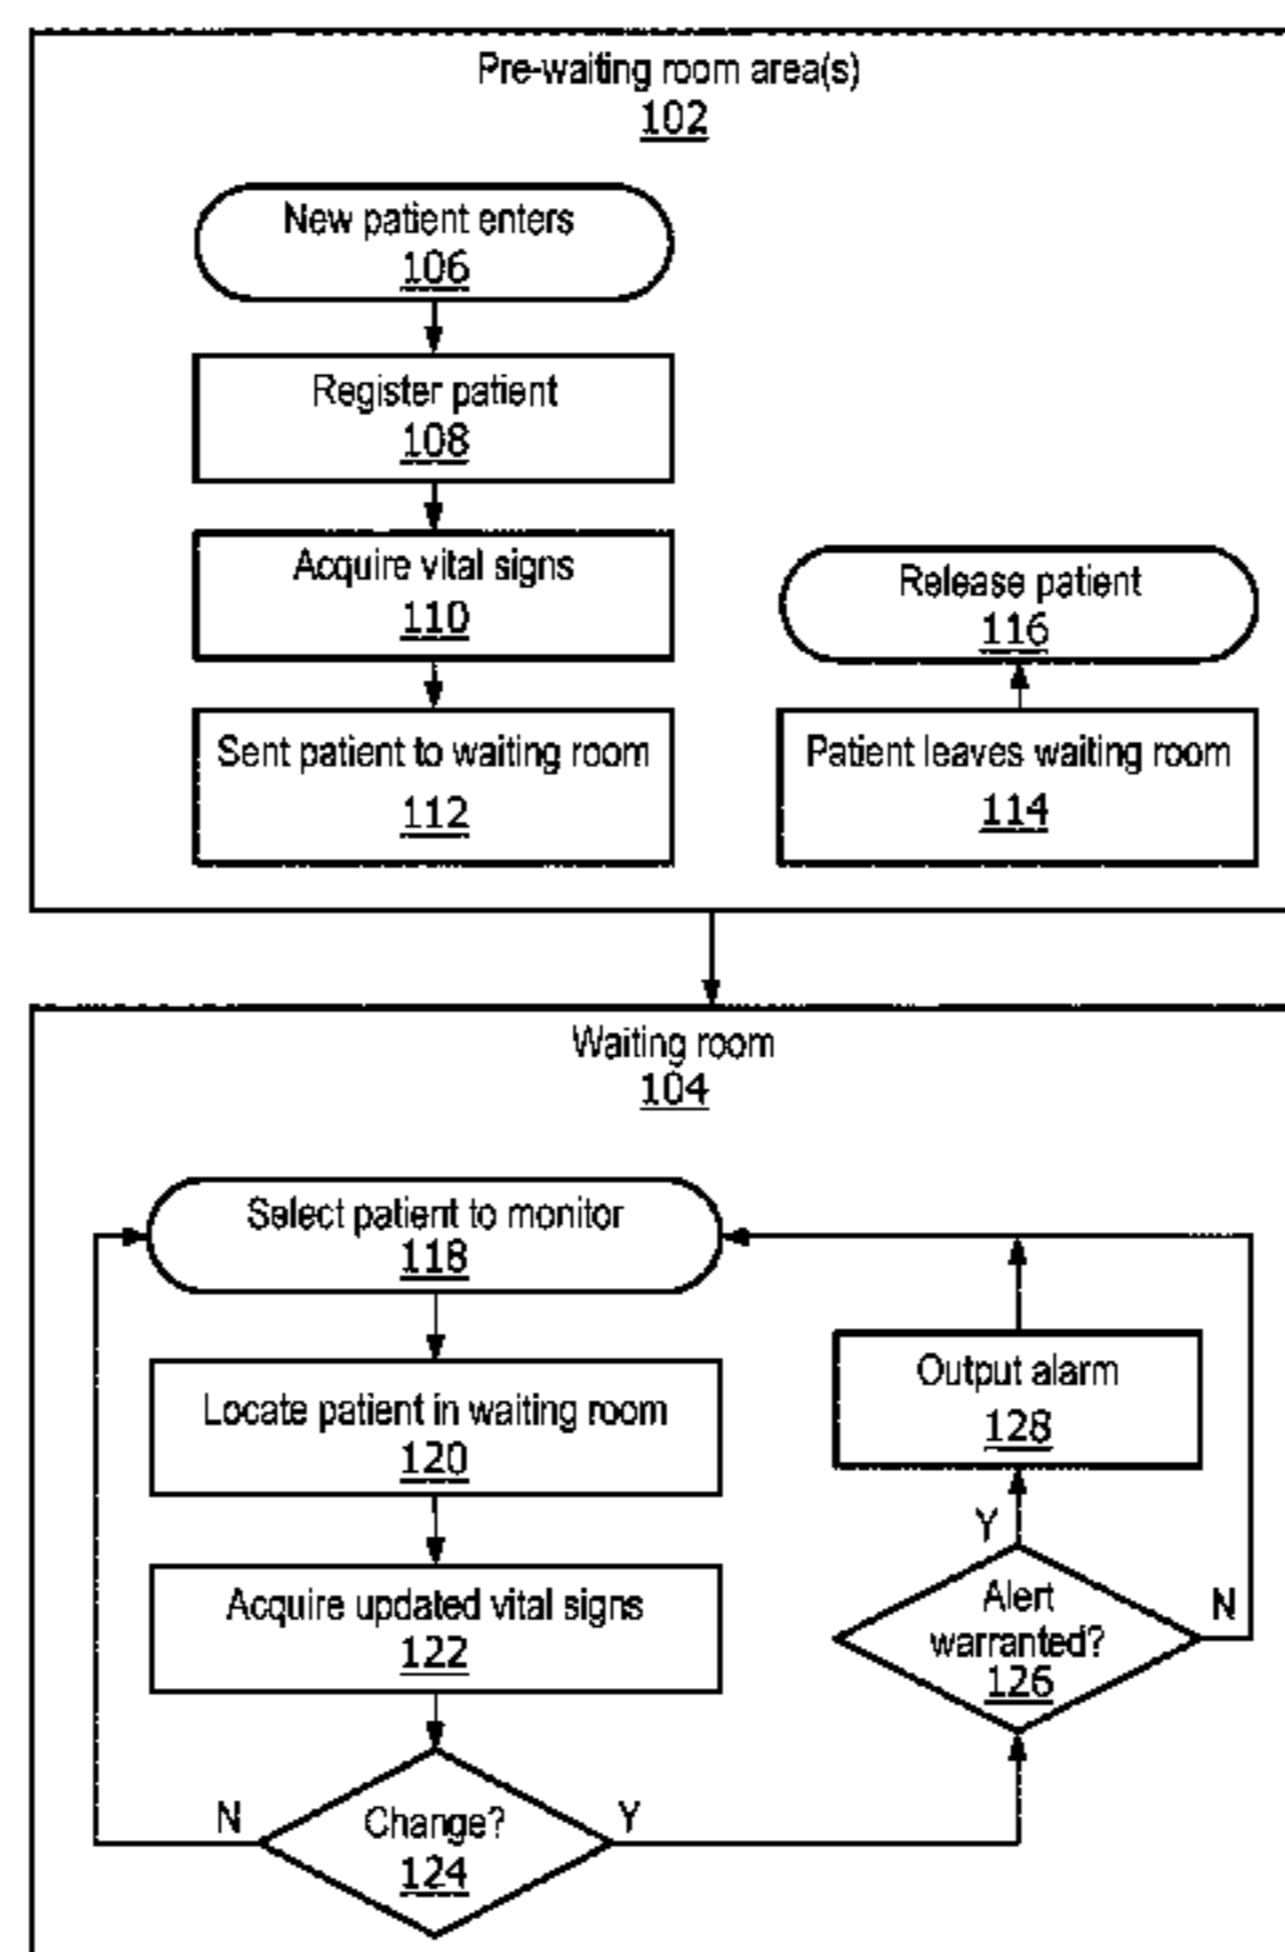 Pre-waiting room area(s)
102
New patient enters
106
Register patient
108
Acquire vital signs
110
Release patient
116
Sent patient to waiting room
112
Patient leaves waiting room
114
Waiting room
104
Select patient to monitor
118
Locate patient in waiting room
120
Output alarm
128
Acquire updated vital signs
122
Y
Alert
warranted?
126
N
N
Change?
124
Y